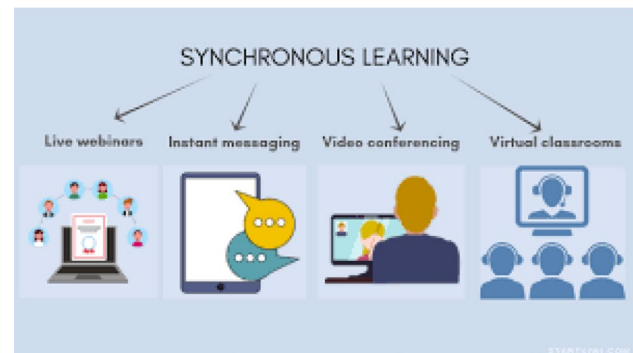 SYNCHRONOUS LEARNING
Live webinars
Instant messaging
Video conferencing
Virtual classrooms